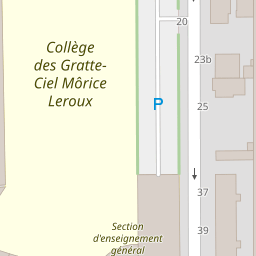 20
Collège
des Gratte-
Ciel Môrice
Leroux
23b
P
25
37
Section
d'enseignement
général
39